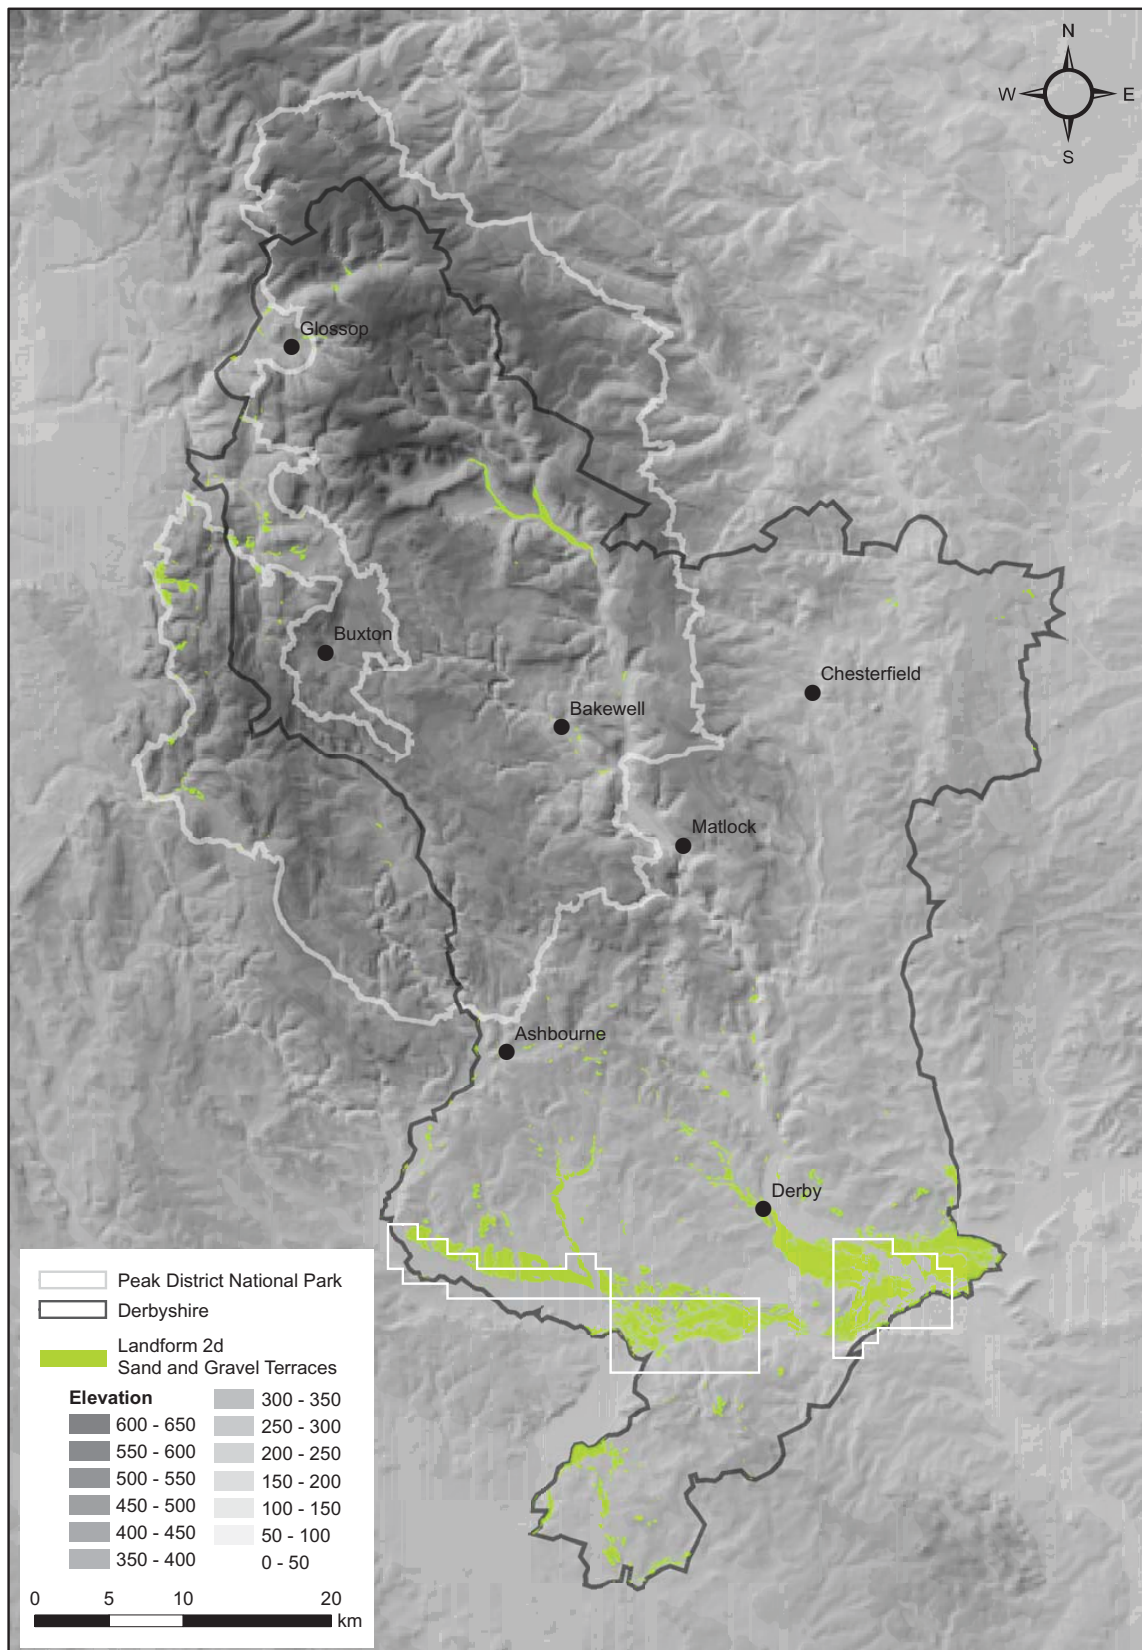 N
W
E
S
Glossop
Buxton
Chesterfield
Bakewell
Matlock
Ashbourne
Derby
Peak District National Park
Derbyshire
Landform 2d
Sand and Gravel Terraces
Elevation
600 - 650
550 - 600
500 - 550
450 - 500
400 - 450
350 - 400
300 - 350
250 - 300
200 - 250
150 - 200
100 - 150
50 - 100
0 - 50
0 5 10 20
km